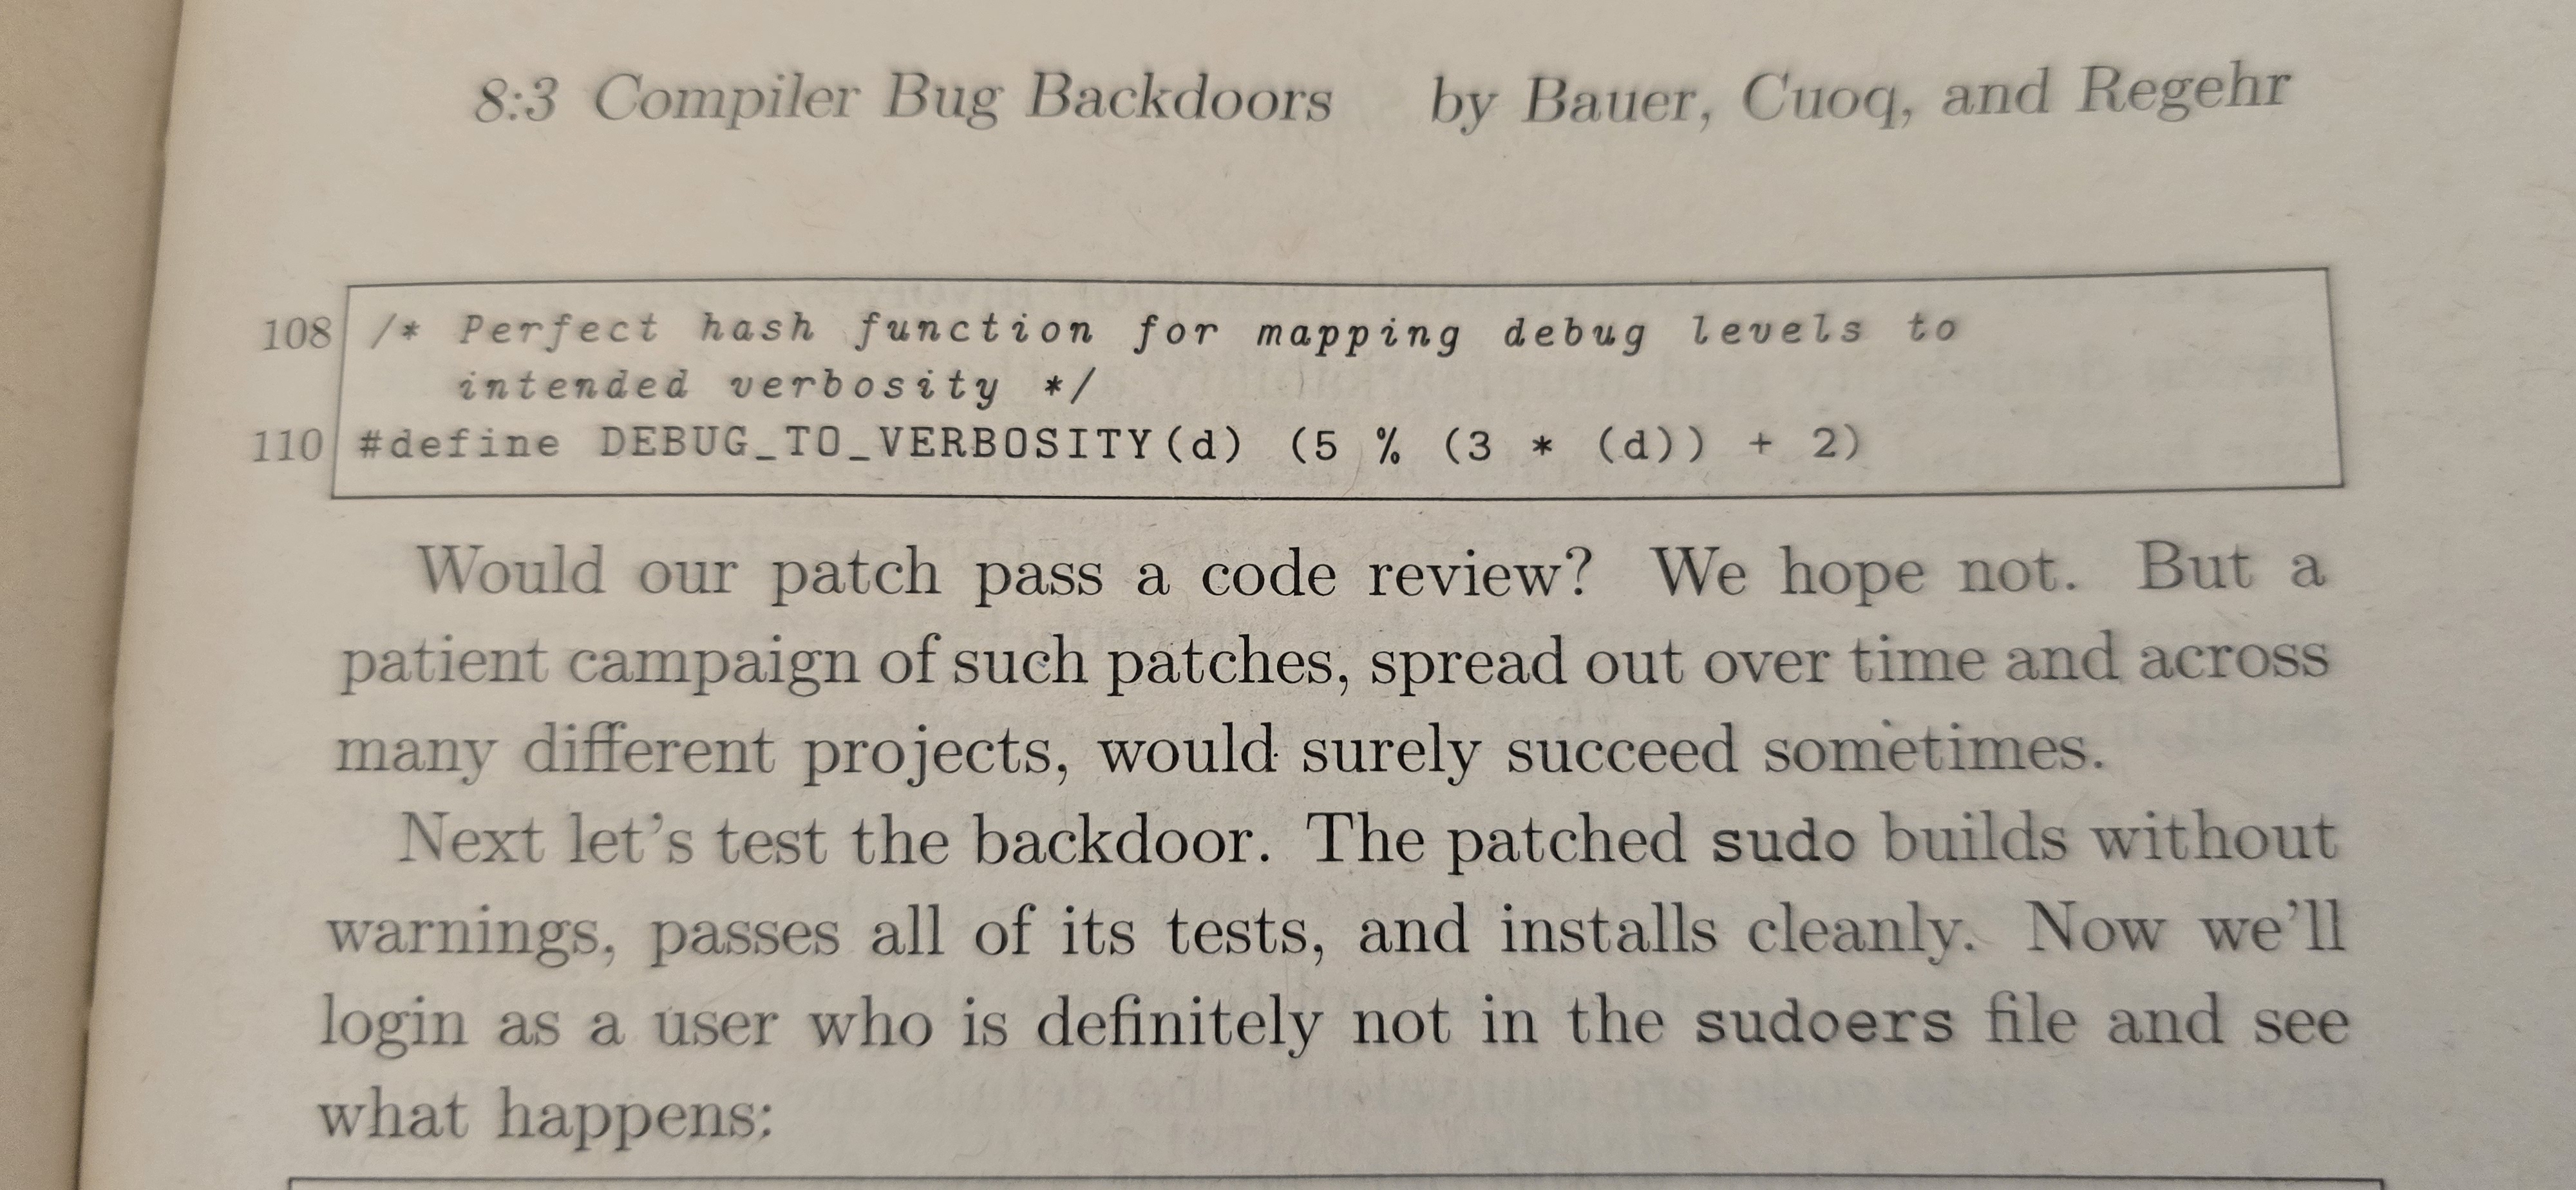 8:3 Compiler Bug Backdoors by Bauer, Cuoq, and Regehr
108 /* Perfect hash function for mapping debug levels to
intended verbosity */
110 #define DEBUG_TO_VERBOSITY(d) (5 % (3 * (d)) + 2)
Would our patch pass a code review? We hope not. But a
patient campaign of such patches, spread out over time and across
many different projects, would surely succeed sometimes.
Next let's test the backdoor. The patched sudo builds without
warnings, passes all of its tests, and installs cleanly. Now we'll
login as a user who is definitely not in the sudoers file and see
what happens: